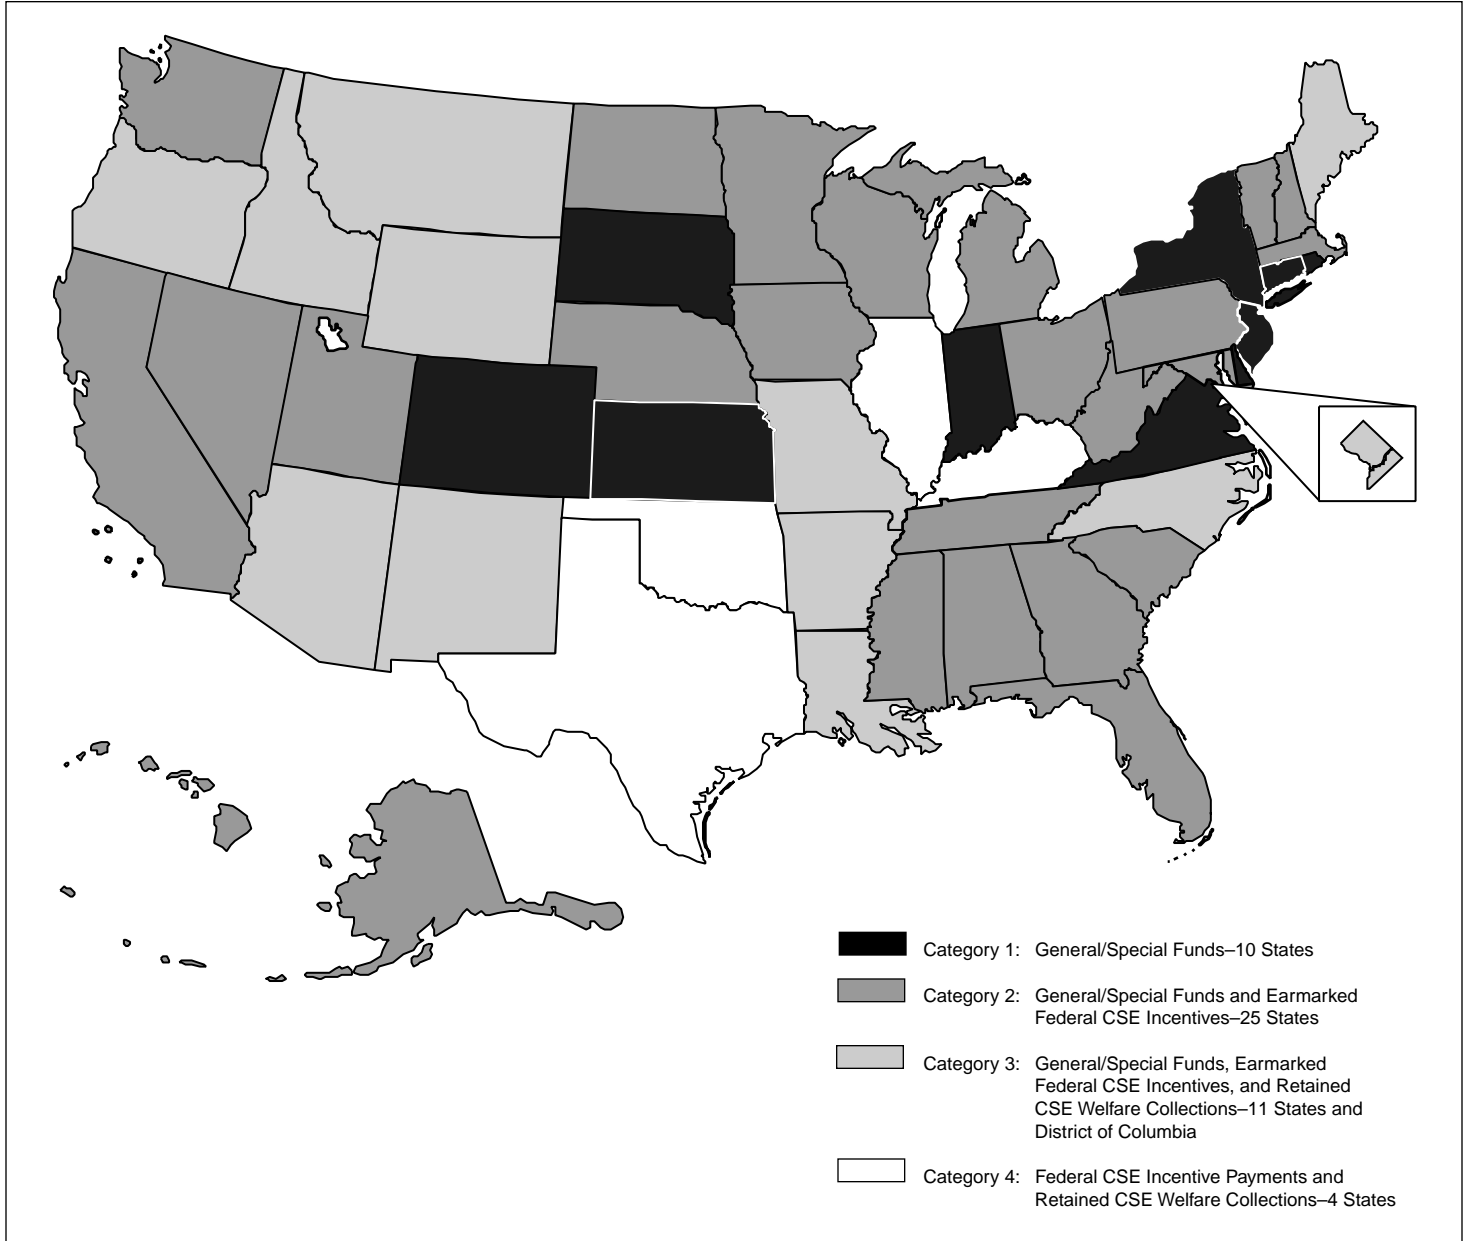 Category 1: General/Special Funds–10 States
Category 2: General/Special Funds and Earmarked
Federal CSE Incentives–25 States
Category 3: General/Special Funds, Earmarked
Federal CSE Incentives, and Retained
CSE Welfare Collections–11 States and
District of Columbia
Category 4: Federal CSE Incentive Payments and
Retained CSE Welfare Collections–4 States